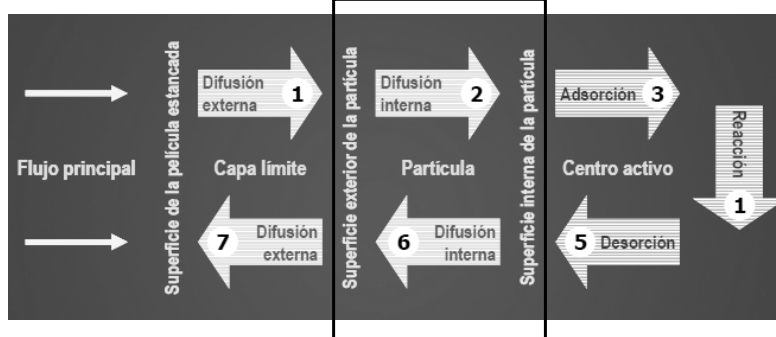 Flujo principal
Superficie de la película estancada
Difusión
externa
1
Capa límite
7
Difusión
externa
Superficie exterior de la partícula
Difusión
interna
2
Partícula
6
Difusión
interna
Superficie interna de la partícula
Adsorción
3
Centro activo
5
Desorción
Reacción
1